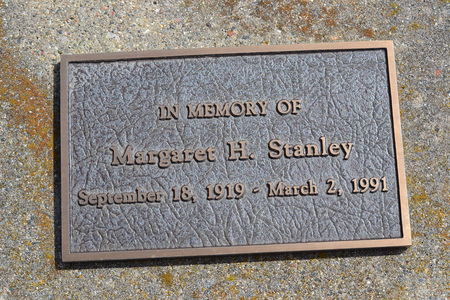 IN MEMORY OF
Margaret H. Stanley
September 18, 1919 - March 2, 1991